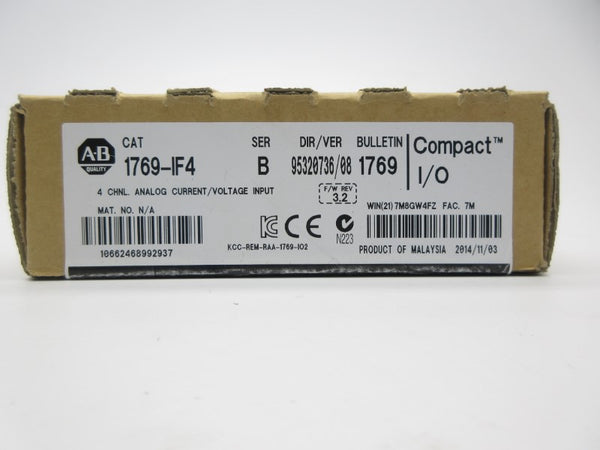 A-B
QUALITY
CAT SER DIR/VER BULLETIN
1769-IF4 B 95320736/08 1769
Compact™
I/O
4 CHNL. ANALOG CURRENT/VOLTAGE INPUT
F/W REV
3.2
MAT. NO. N/A
10662468992937
KCC-REM-RAA-1769-IO2
CE
N223
WIN(21)7M8GW4FZ FAC. 7M
PRODUCT OF MALAYSIA 2014/11/03